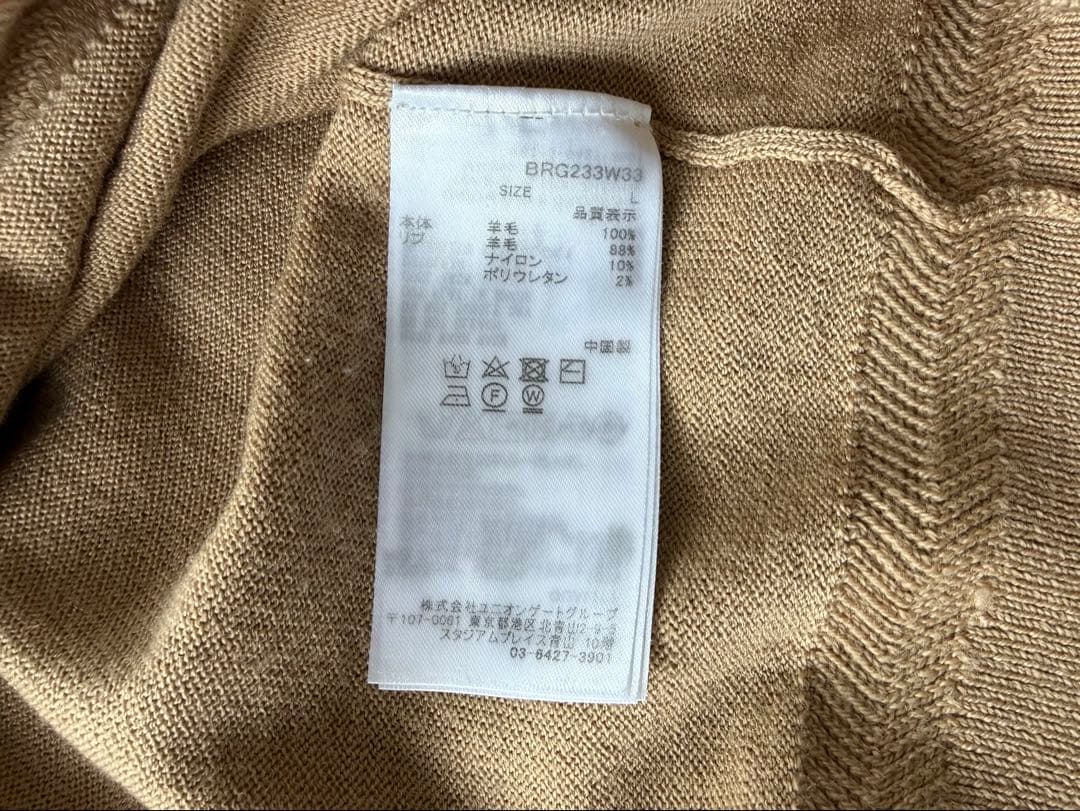 BRG233W33
SIZE L
品質表示
本体 羊毛 100%
リブ 羊毛 88%
ナイロン 10%
ポリウレタン 2%
中国製
F W
株式会社ユニオンゲートグループ
〒107-0061 東京都港区北青山2-9-5
スタジアムプレイス青山 10階
03-6427-3901